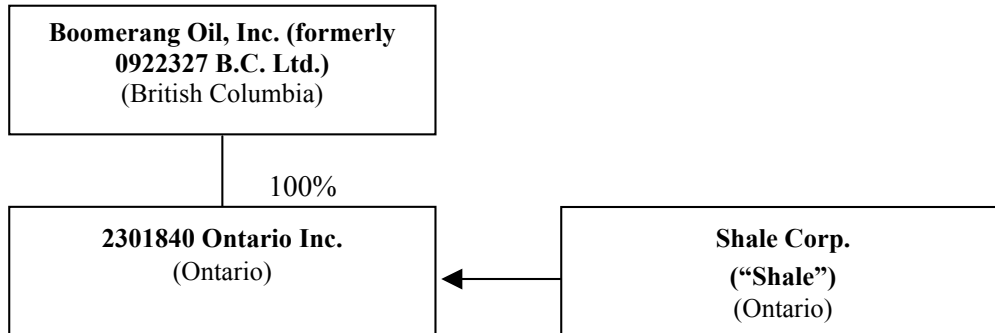 Boomerang Oil, Inc. (formerly
0922327 B.C. Ltd.)
(British Columbia)
100%
2301840 Ontario Inc.
(Ontario)
Shale Corp.
(“Shale”)
(Ontario)